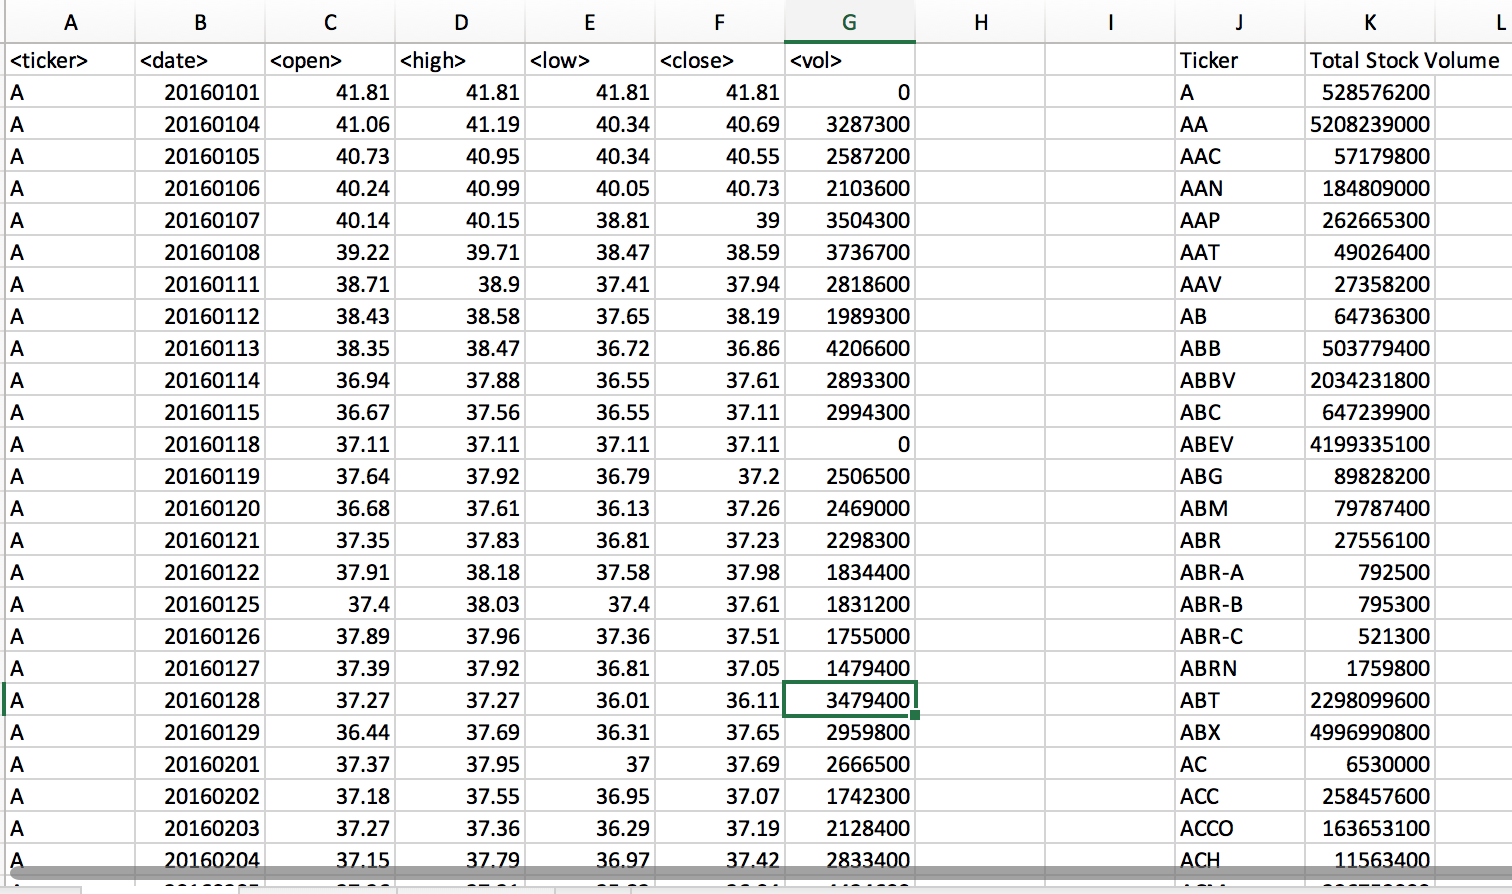 A B C D E F G H I J K L
<ticker> <date> <open> <high> <low> <close> <vol> Ticker Total Stock Volume
A 20160101 41.81 41.81 41.81 41.81 0 A 528576200
A 20160104 41.06 41.19 40.34 40.69 3287300 AA 5208239000
A 20160105 40.73 40.95 40.34 40.55 2587200 AAC 57179800
A 20160106 40.24 40.99 40.05 40.73 2103600 AAN 184809000
A 20160107 40.14 40.15 38.81 39 3504300 AAP 262665300
A 20160108 39.22 39.71 38.47 38.59 3736700 AAT 49026400
A 20160111 38.71 38.9 37.41 37.94 2818600 AAV 27358200
A 20160112 38.43 38.58 37.65 38.19 1989300 AB 64736300
A 20160113 38.35 38.47 36.72 36.86 4206600 ABB 503779400
A 20160114 36.94 37.88 36.55 37.61 2893300 ABBV 2034231800
A 20160115 36.67 37.56 36.55 37.11 2994300 ABC 647239900
A 20160118 37.11 37.11 37.11 37.11 0 ABEV 4199335100
A 20160119 37.64 37.92 36.79 37.2 2506500 ABG 89828200
A 20160120 36.68 37.61 36.13 37.26 2469000 ABM 79787400
A 20160121 37.35 37.83 36.81 37.23 2298300 ABR 27556100
A 20160122 37.91 38.18 37.58 37.98 1834400 ABR-A 792500
A 20160125 37.4 38.03 37.4 37.61 1831200 ABR-B 795300
A 20160126 37.89 37.96 37.36 37.51 1755000 ABR-C 521300
A 20160127 37.39 37.92 36.81 37.05 1479400 ABRN 1759800
A 20160128 37.27 37.27 36.01 36.11 3479400 ABT 2298099600
A 20160129 36.44 37.69 36.31 37.65 2959800 ABX 4996990800
A 20160201 37.37 37.95 37 37.69 2666500 AC 6530000
A 20160202 37.18 37.55 36.95 37.07 1742300 ACC 258457600
A 20160203 37.27 37.36 36.29 37.19 2128400 ACCO 163653100
A 20160204 37.15 37.79 36.97 37.42 2833400 ACH 11563400